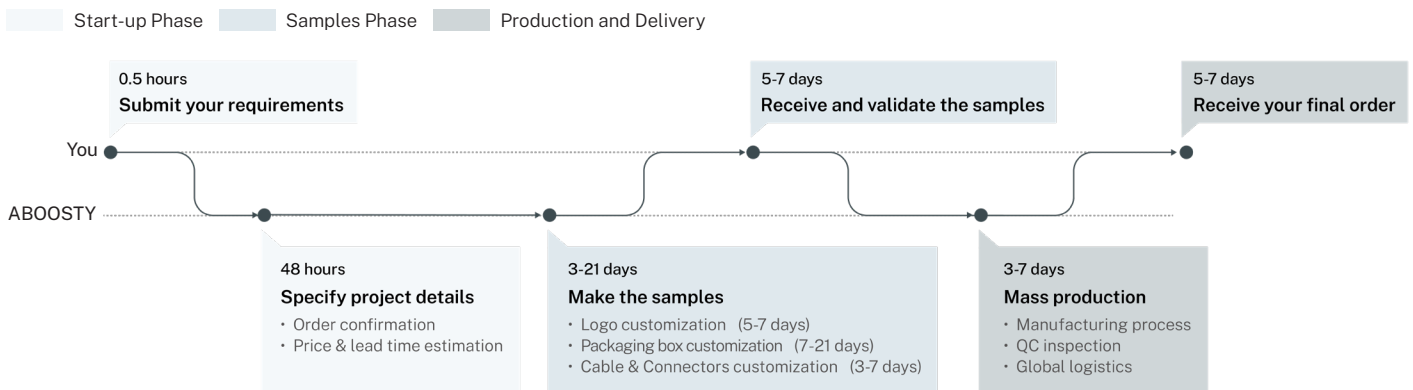 Start-up Phase
Samples Phase
Production and Delivery
0.5 hours
Submit your requirements
5-7 days
Receive and validate the samples
5-7 days
Receive your final order
You
ABOOSTY
48 hours
Specify project details
• Order confirmation
• Price & lead time estimation
3-21 days
Make the samples
• Logo customization (5-7 days)
• Packaging box customization (7-21 days)
• Cable & Connectors customization (3-7 days)
3-7 days
Mass production
• Manufacturing process
• QC inspection
• Global logistics